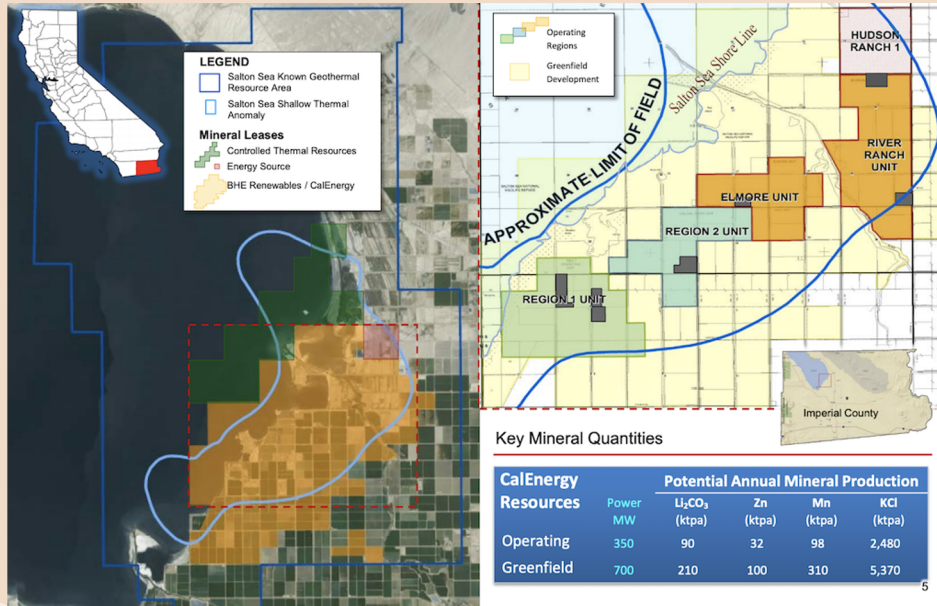 LEGEND
Salton Sea Known Geothermal
Resource Area
Salton Sea Shallow Thermal
Anomaly
Mineral Leases
Controlled Thermal Resources
Energy Source
BHE Renewables / CalEnergy
Operating
Regions
Greenfield
Development
Salton Sea Shore Line
APPROXIMATE LIMIT OF FIELD
HUDSON
RANCH 1
RIVER
RANCH
UNIT
ELMORE UNIT
REGION 2 UNIT
REGION 1 UNIT
Imperial County
Key Mineral Quantities
CalEnergy Resources Potential Annual Mineral Production
Power MW Li₂CO₃ (ktpa) Zn (ktpa) Mn (ktpa) KCl (ktpa)
Operating 350 90 32 98 2,480
Greenfield 700 210 100 310 5,370
5